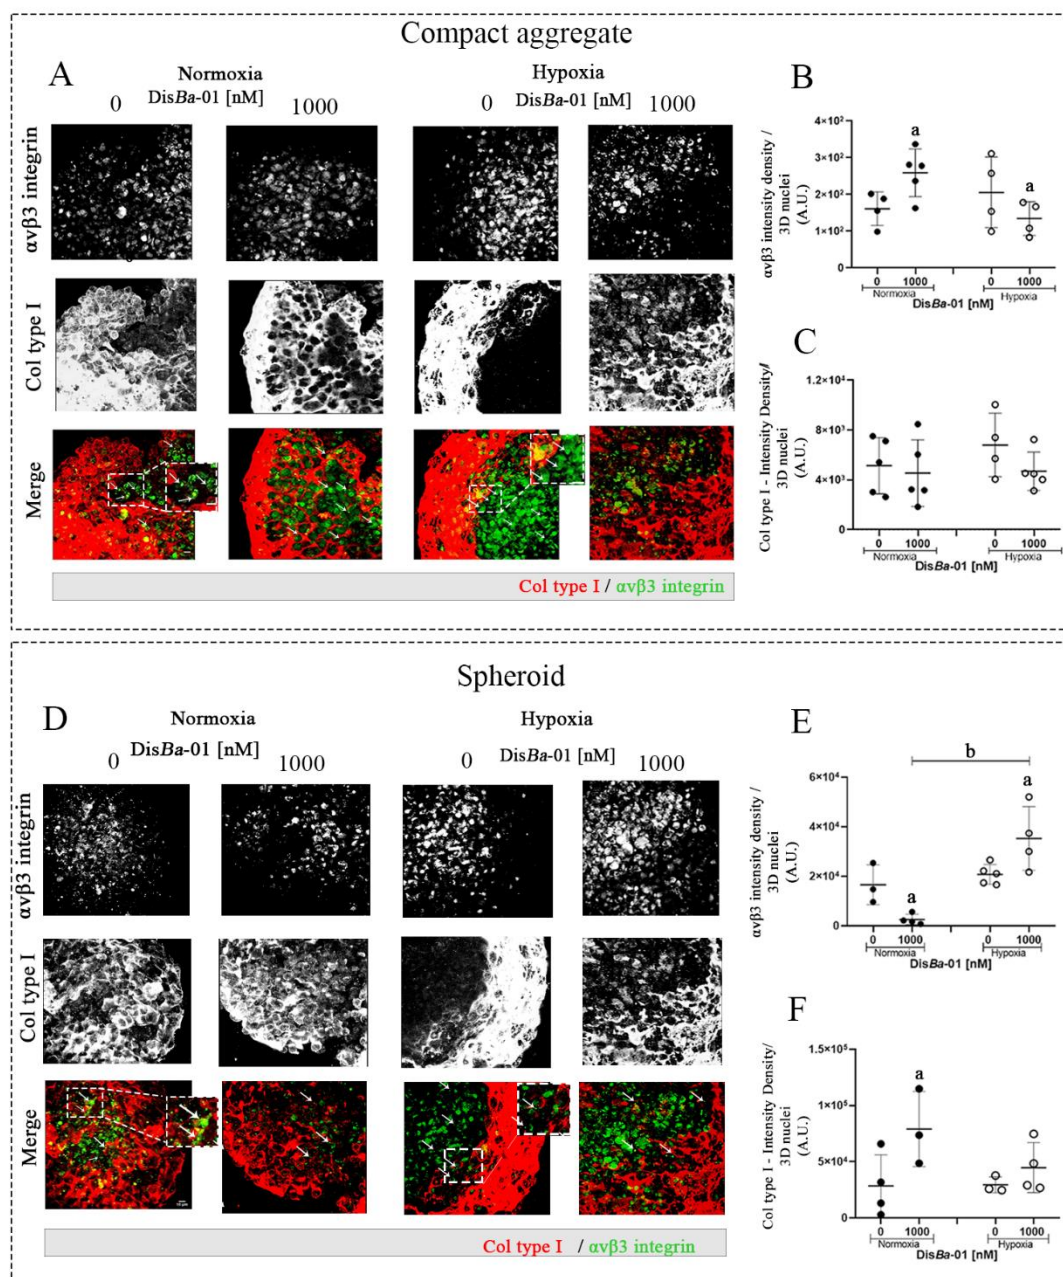 Compact aggregate
A
Normoxia
DisBa-01 [nM]
0
1000
Hypoxia
DisBa-01 [nM]
0
1000
αvβ3 integrin
Col type I
Merge
Col type I / αvβ3 integrin
B
αvβ3 intensity density /
3D nuclei
(A.U.)
4×10²
3×10²
2×10²
1×10²
0
a
a
0 1000 0 1000
Normoxia Hypoxia
DisBa-01 [nM]
C
Col type I - Intensity Density/
3D nuclei
(A.U.)
1.2×10⁴
8×10³
4×10³
0
0 1000 0 1000
Normoxia Hypoxia
DisBa-01 [nM]
Spheroid
D
Normoxia
DisBa-01 [nM]
0
1000
Hypoxia
DisBa-01 [nM]
0
1000
αvβ3 integrin
Col type I
Merge
Col type I / αvβ3 integrin
E
αvβ3 intensity density /
3D nuclei
(A.U.)
6×10⁴
4×10⁴
2×10⁴
0
b
a
a
0 1000 0 1000
Normoxia Hypoxia
DisBa-01 [nM]
F
Col type I - Intensity Density/
3D nuclei
(A.U.)
1.5×10⁵
1.0×10⁵
5×10⁴
0
a
0 1000 0 1000
Normoxia Hypoxia
DisBa-01 [nM]